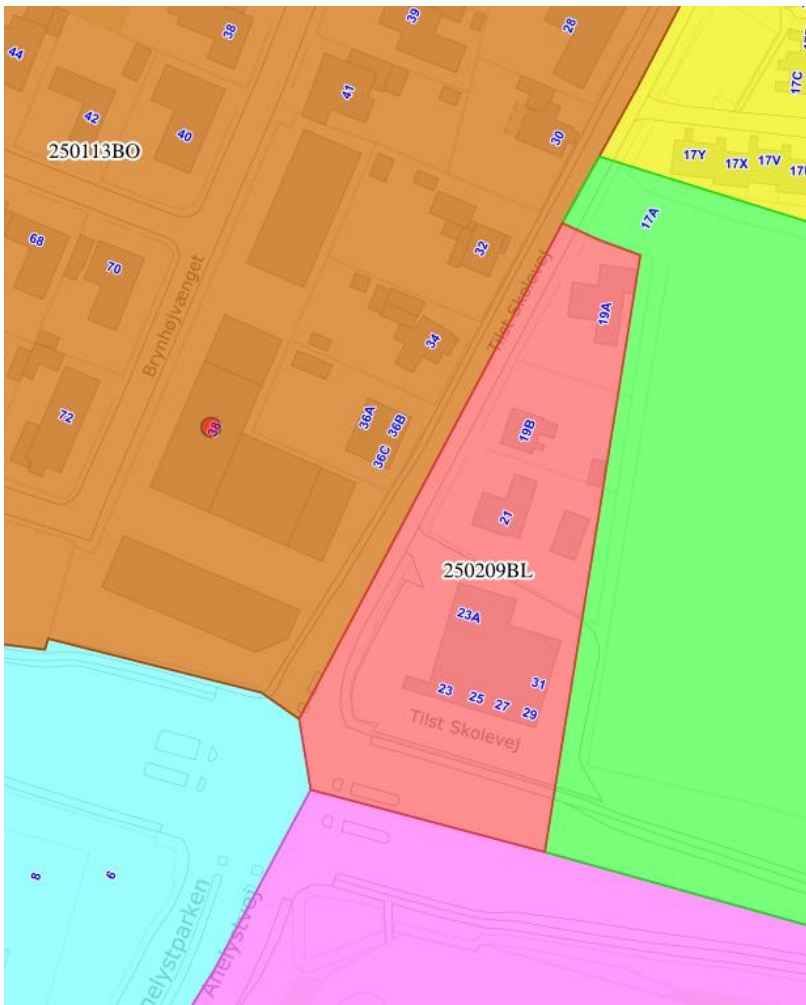 39
28
38
44
41
17C
42
40
30
250113BO
17Y
17X
17V
17A
68
32
70
Tilst Skolevej
Brynhøjvænget
19A
34
72
36A
36B
38
19B
36C
21
250209BL
23A
31
23
25
27
29
Tilst Skolevej
8
6
Anelystvej